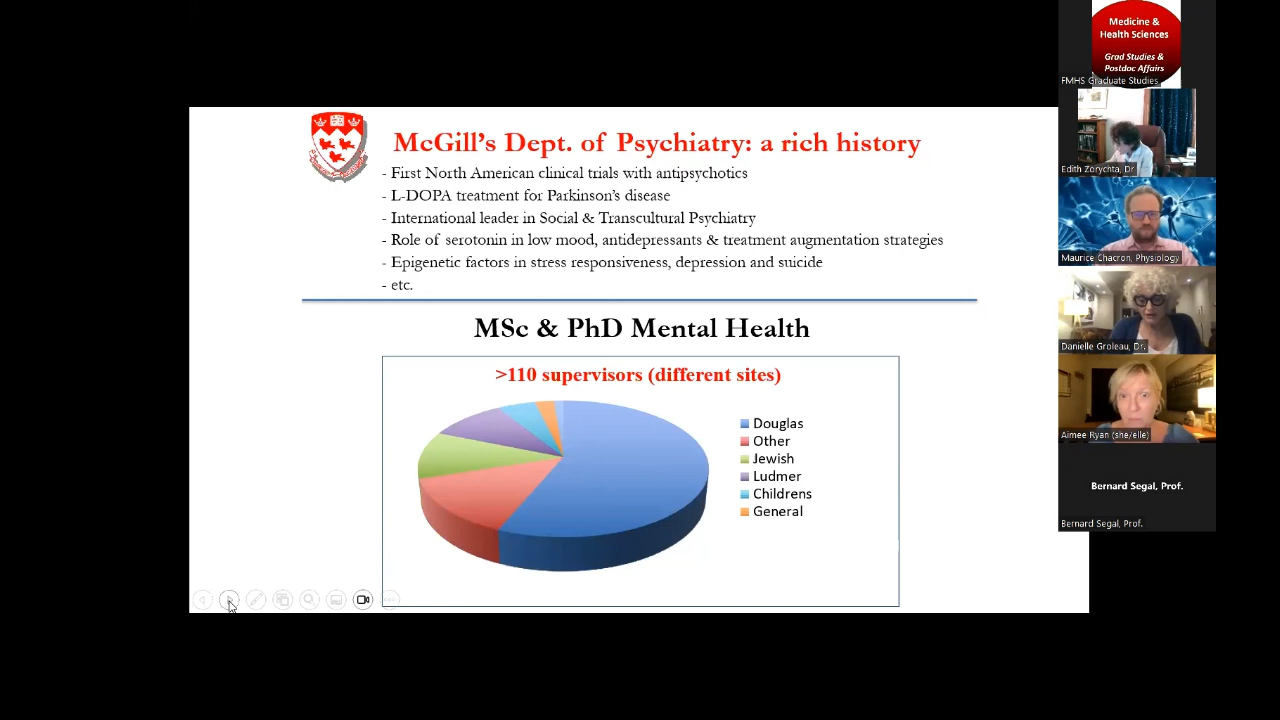 McGill's Dept. of Psychiatry: a rich history
- First North American clinical trials with antipsychotics
- L-DOPA treatment for Parkinson's disease
- International leader in Social & Transcultural Psychiatry
- Role of serotonin in low mood, antidepressants & treatment augmentation strategies
- Epigenetic factors in stress responsiveness, depression and suicide
- etc.
MSc & PhD Mental Health
>110 supervisors (different sites)
Douglas
Other
Jewish
Ludmer
Childrens
General
Medicine &
Health Sciences
Grad Studies &
Postdoc Affairs
FMHS Graduate Studies
Edith Zorychta, Dr
Maurice Chacron, Physiology
Danielle Groleau, Dr.
Aimee Ryan (she/elle)
Bernard Segal, Prof.
Bernard Segal, Prof.